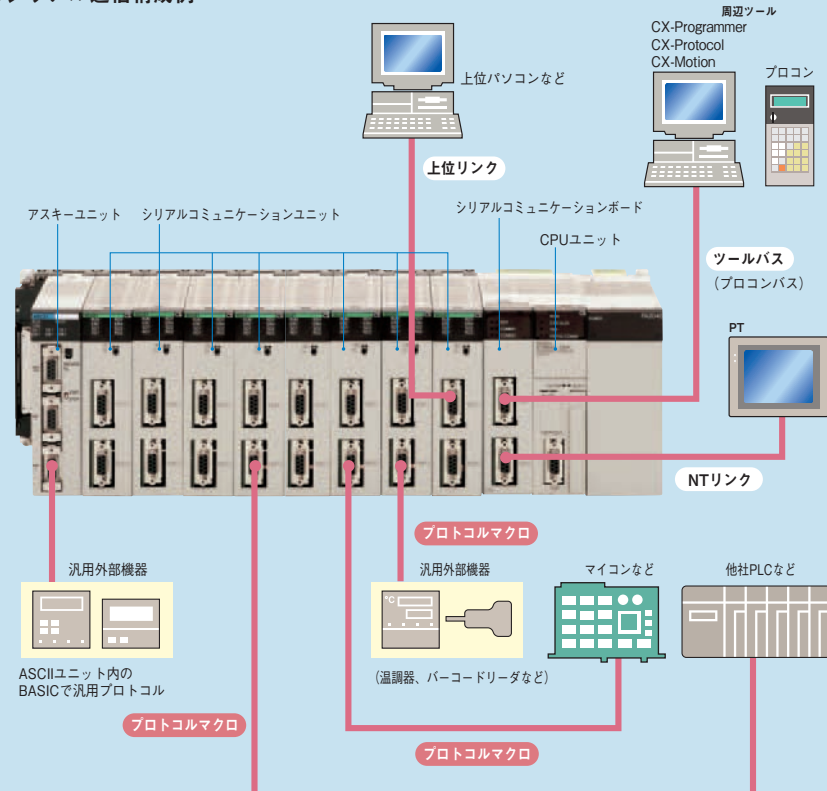 周辺ツール
CX-Programmer
CX-Protocol
CX-Motion
プロコン
上位パソコンなど
上位リンク
アスキーユニット
シリアルコミュニケーションユニット
シリアルコミュニケーションボード
CPUユニット
ツールバス
(プロコンバス)
PT
NTリンク
プロトコルマクロ
汎用外部機器
汎用外部機器
マイコンなど
他社PLCなど
°C
ASCIIユニット内の
BASICで汎用プロトコル
(温調器、バーコードリーダなど)
プロトコルマクロ
プロトコルマクロ